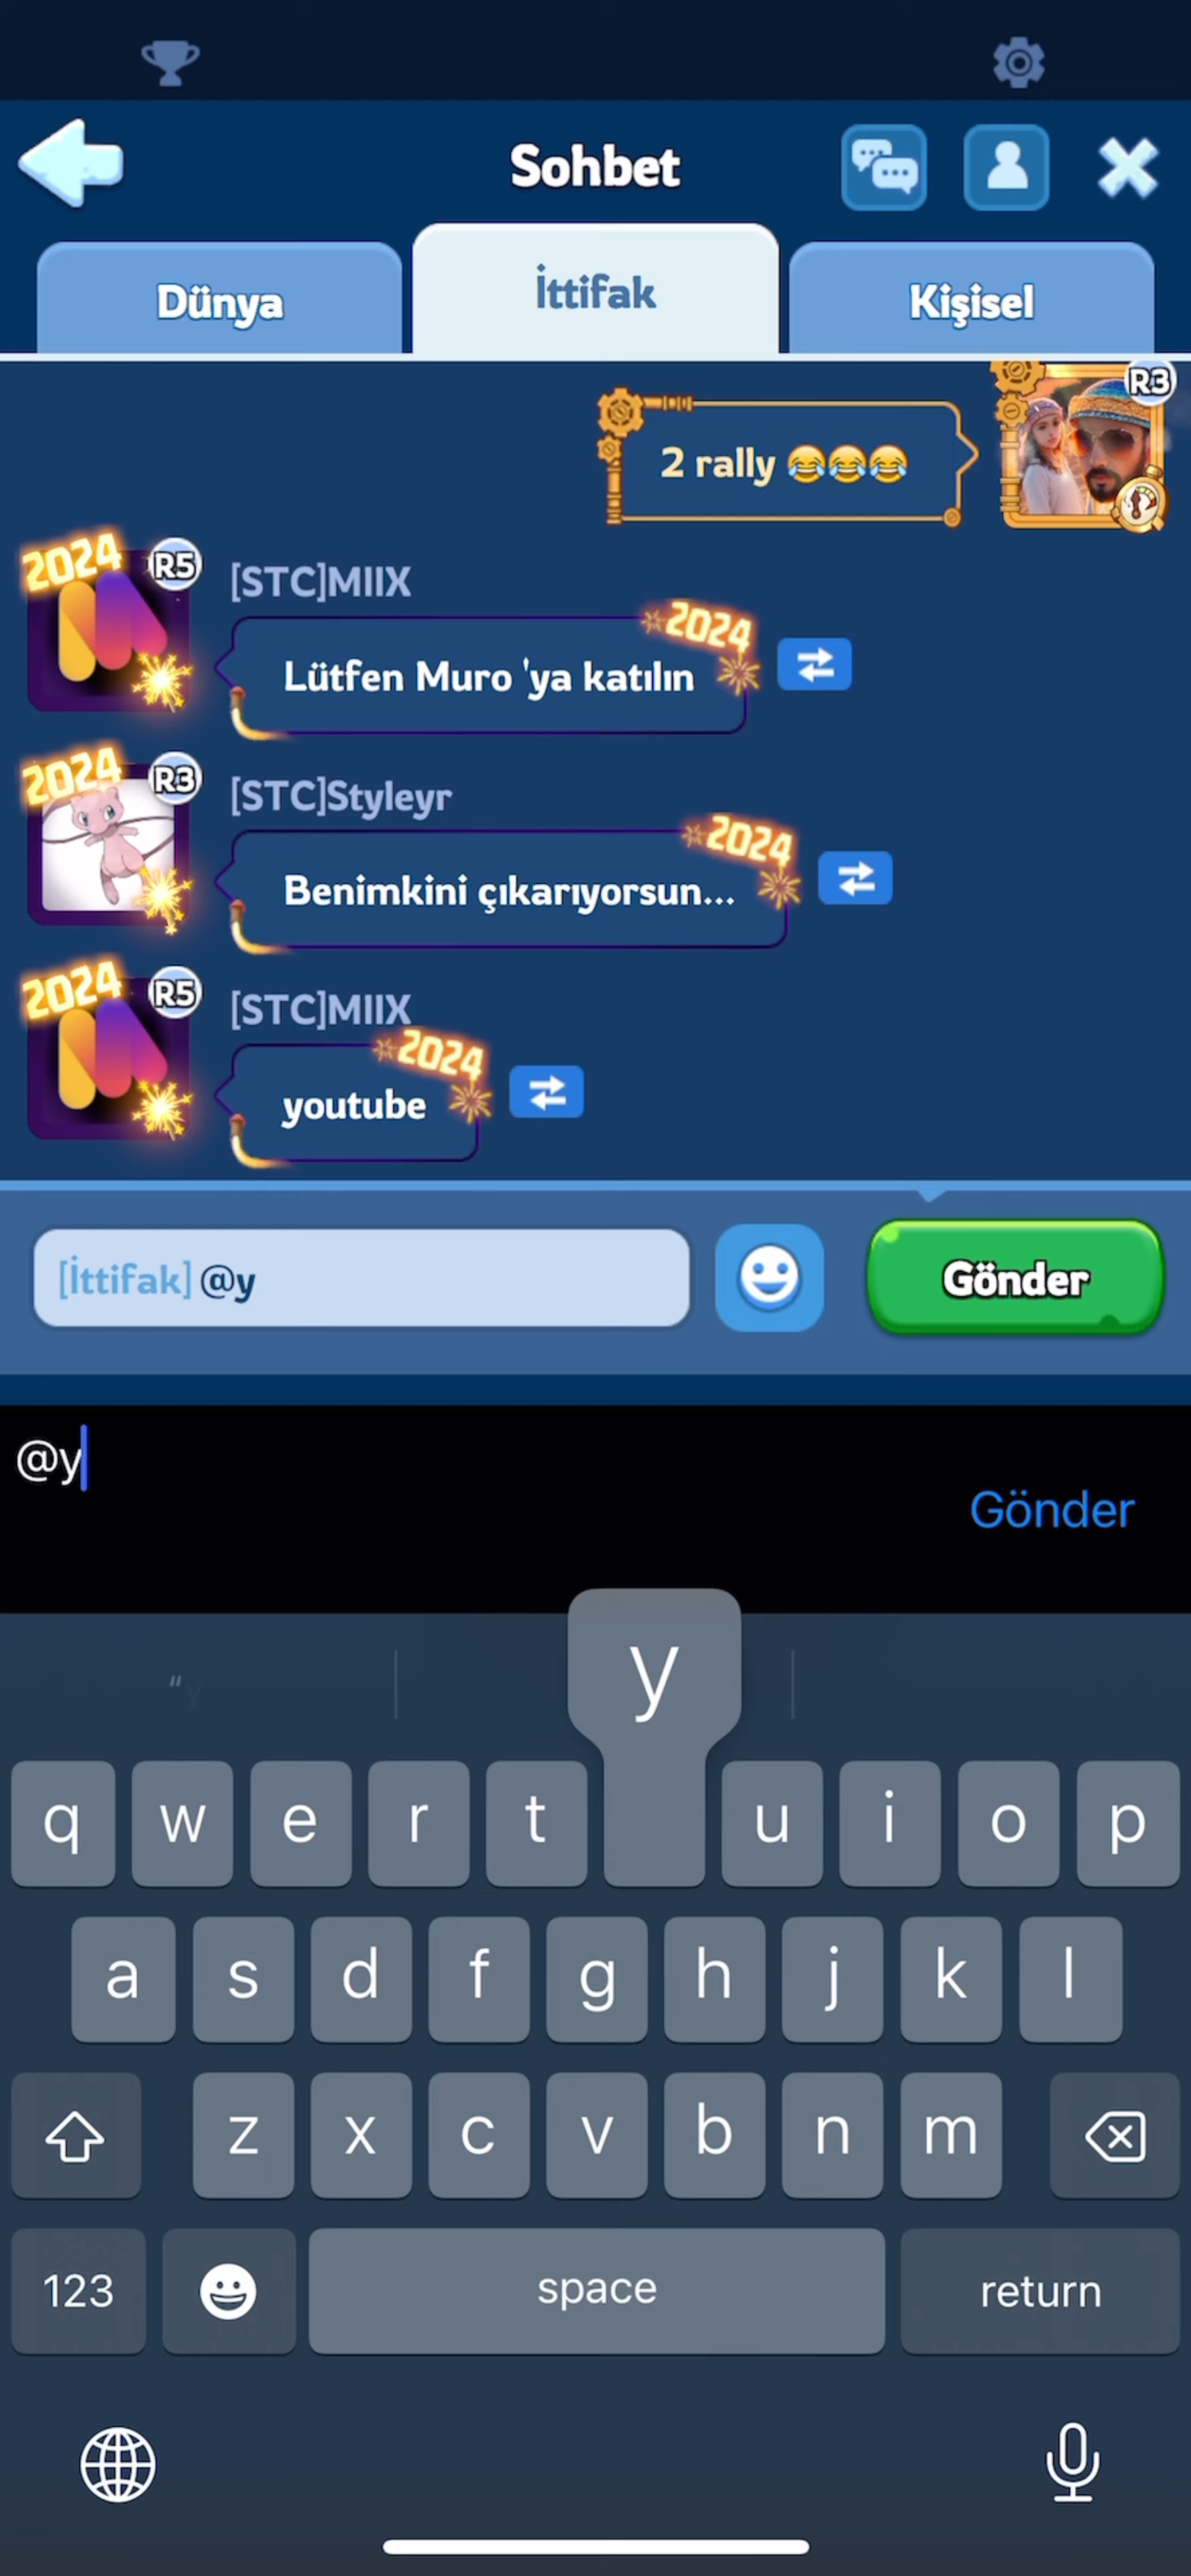 Sohbet
Dünya
İttifak
Kişisel
R3
2 rally 😂😂😂
2024
R5
[STC]MIIX
2024
Lütfen Muro 'ya katılın
2024
R3
[STC]Styleyr
2024
Benimkini çıkarıyorsun...
2024
R5
[STC]MIIX
2024
youtube
[İttifak] @y
Gönder
@y
Gönder
"y
y
q w e r t u i o p
a s d f g h j k l
z x c v b n m
123 space return